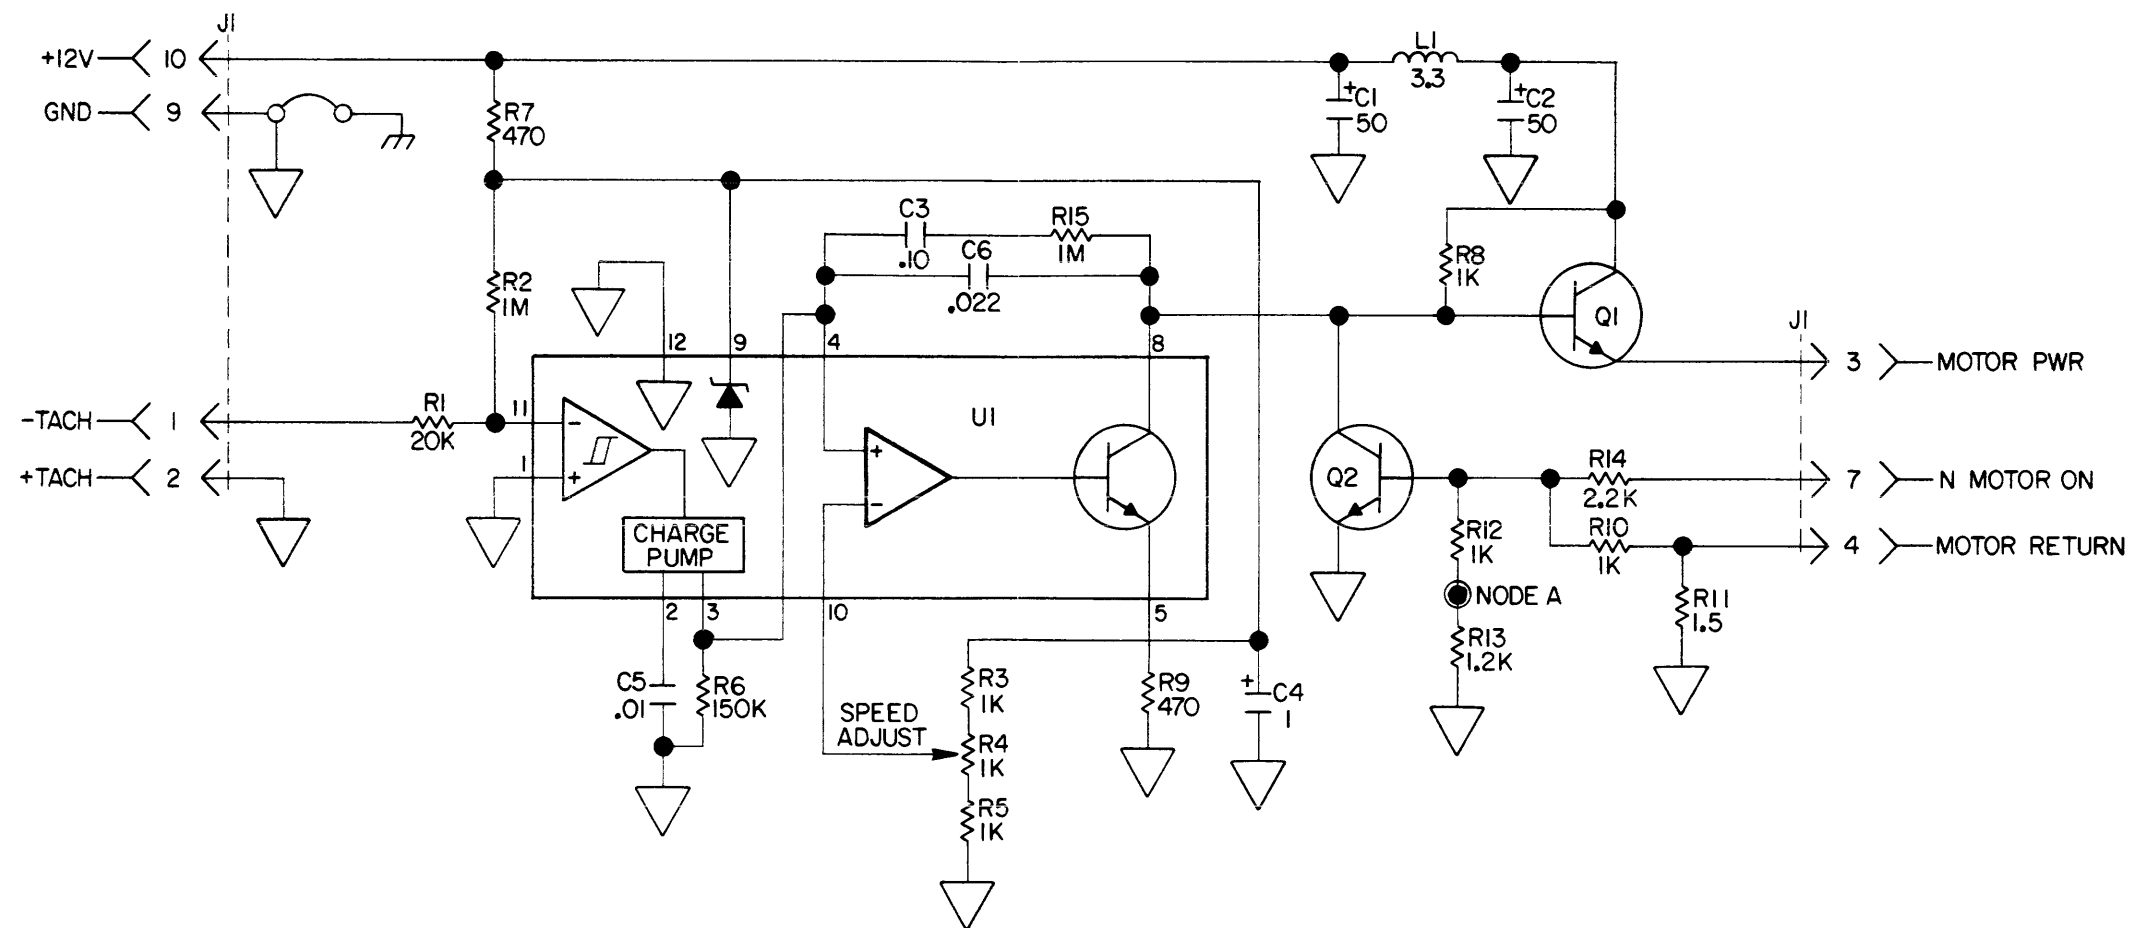 J1
+12V 10
GND 9
R7
470
L1
3.3
+ C1
50
+ C2
50
C3
.10
R15
1M
C6
.022
R8
1K
Q1
R2
1M
12 9 4 8
J1
3 MOTOR PWR
-TACH 1
R1
20K
11
-
+
1
U1
+TACH 2
CHARGE
PUMP
+
-
Q2
R14
2.2K
7 N MOTOR ON
R10
1K
4 MOTOR RETURN
R12
1K
NODE A
R13
1.2K
R11
1.5
2 3 10 5
C5
.01
R6
150K
SPEED
ADJUST
R3
1K
R4
1K
R5
1K
R9
470
+ C4
1